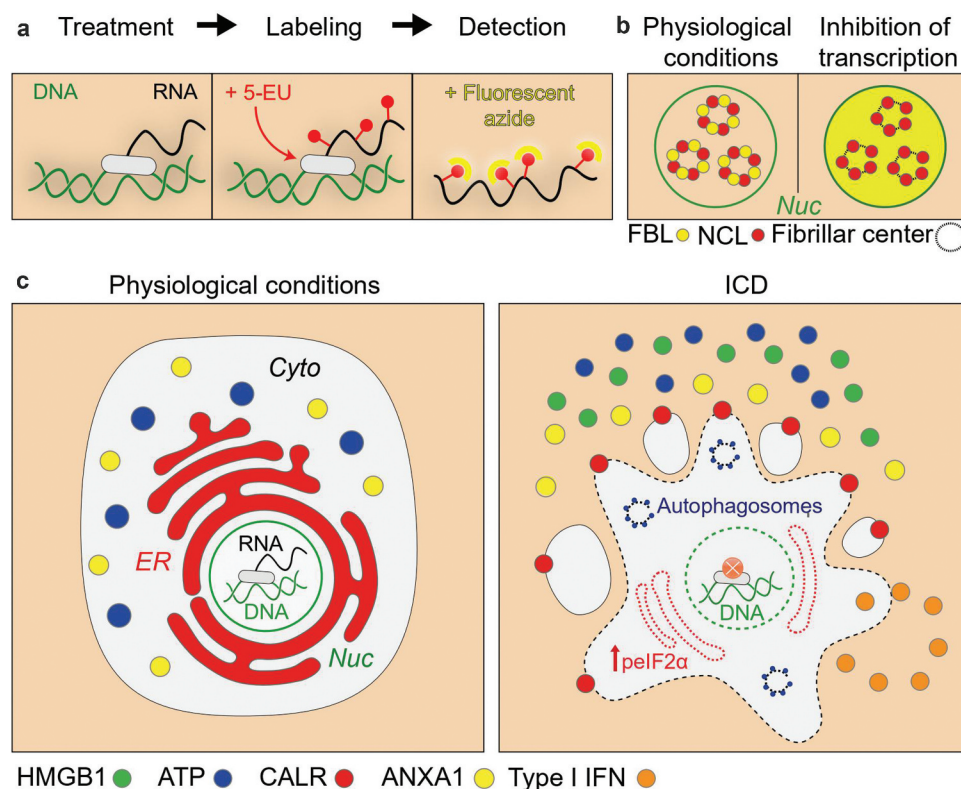 a Treatment Labeling Detection
DNA RNA
+ 5-EU
+ Fluorescent
azide
b Physiological
conditions
Inhibition of
transcription
Nuc
FBL NCL Fibrillar center
c Physiological conditions
Cyto
ER
RNA
DNA
Nuc
ICD
Autophagosomes
DNA
peIF2α
HMGB1 ATP CALR ANXA1 Type I IFN